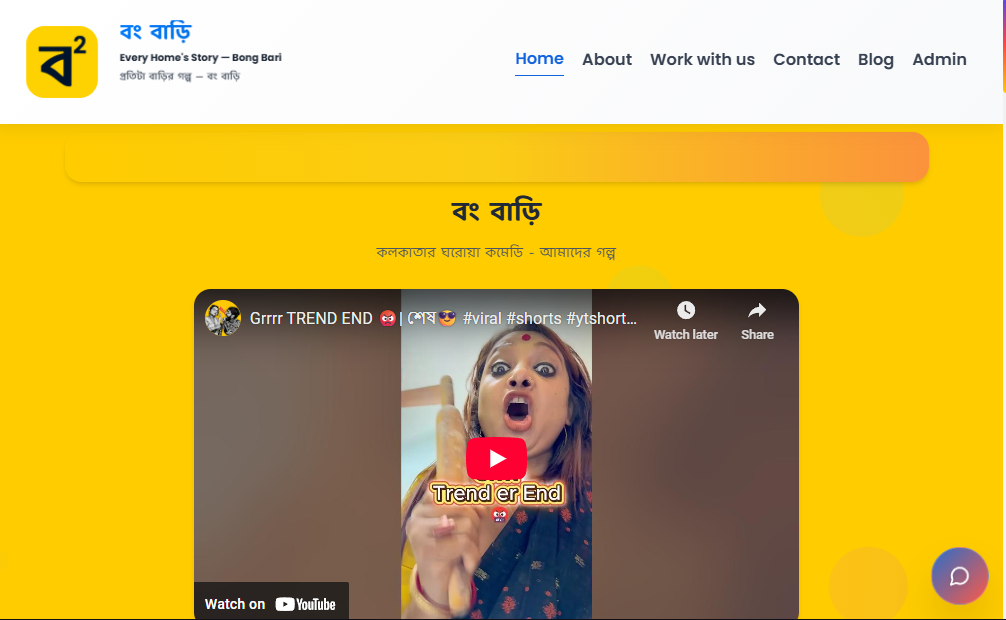 ব2
বং বাড়ি
Every Home's Story — Bong Bari
প্রতিটা বাড়ির গল্প — বং বাড়ি
Home About Work with us Contact Blog Admin
বং বাড়ি
কলকাতার ঘরোয়া কমেডি - আমাদের গল্প
Grrrr TREND END 👹| শেষ😎 #viral #shorts #ytshort...
Watch later Share
Trend er End
Watch on YouTube